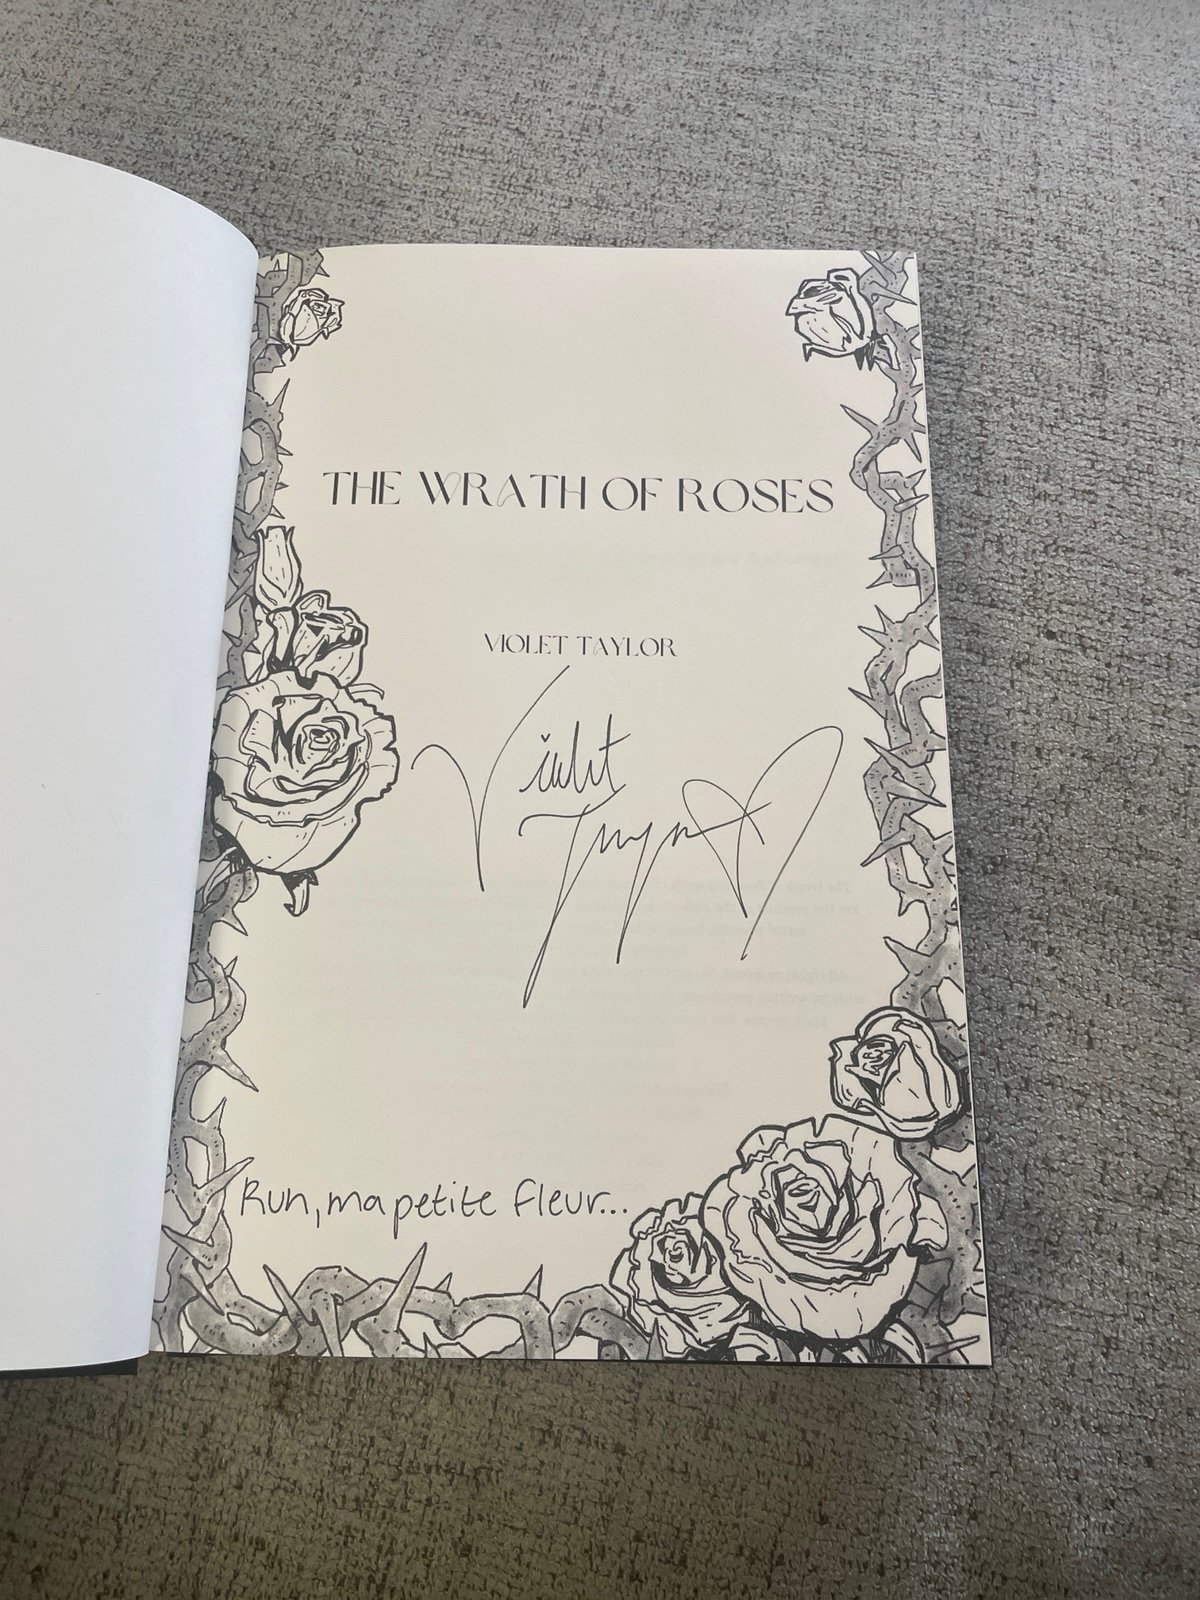 THE WRATH OF ROSES
VIOLET TAYLOR
Violet
Taylor
Run, ma petite fleur...